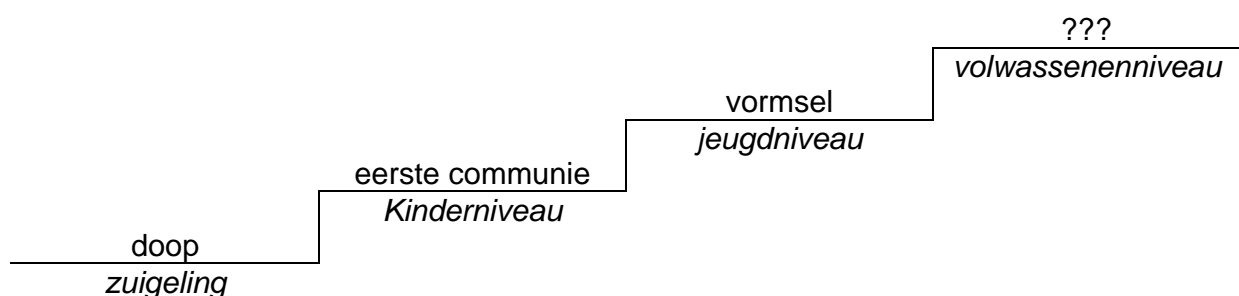 ???
volwassenenniveau
vormsel
jeugdniveau
eerste communie
Kinderniveau
doop
zuigeling